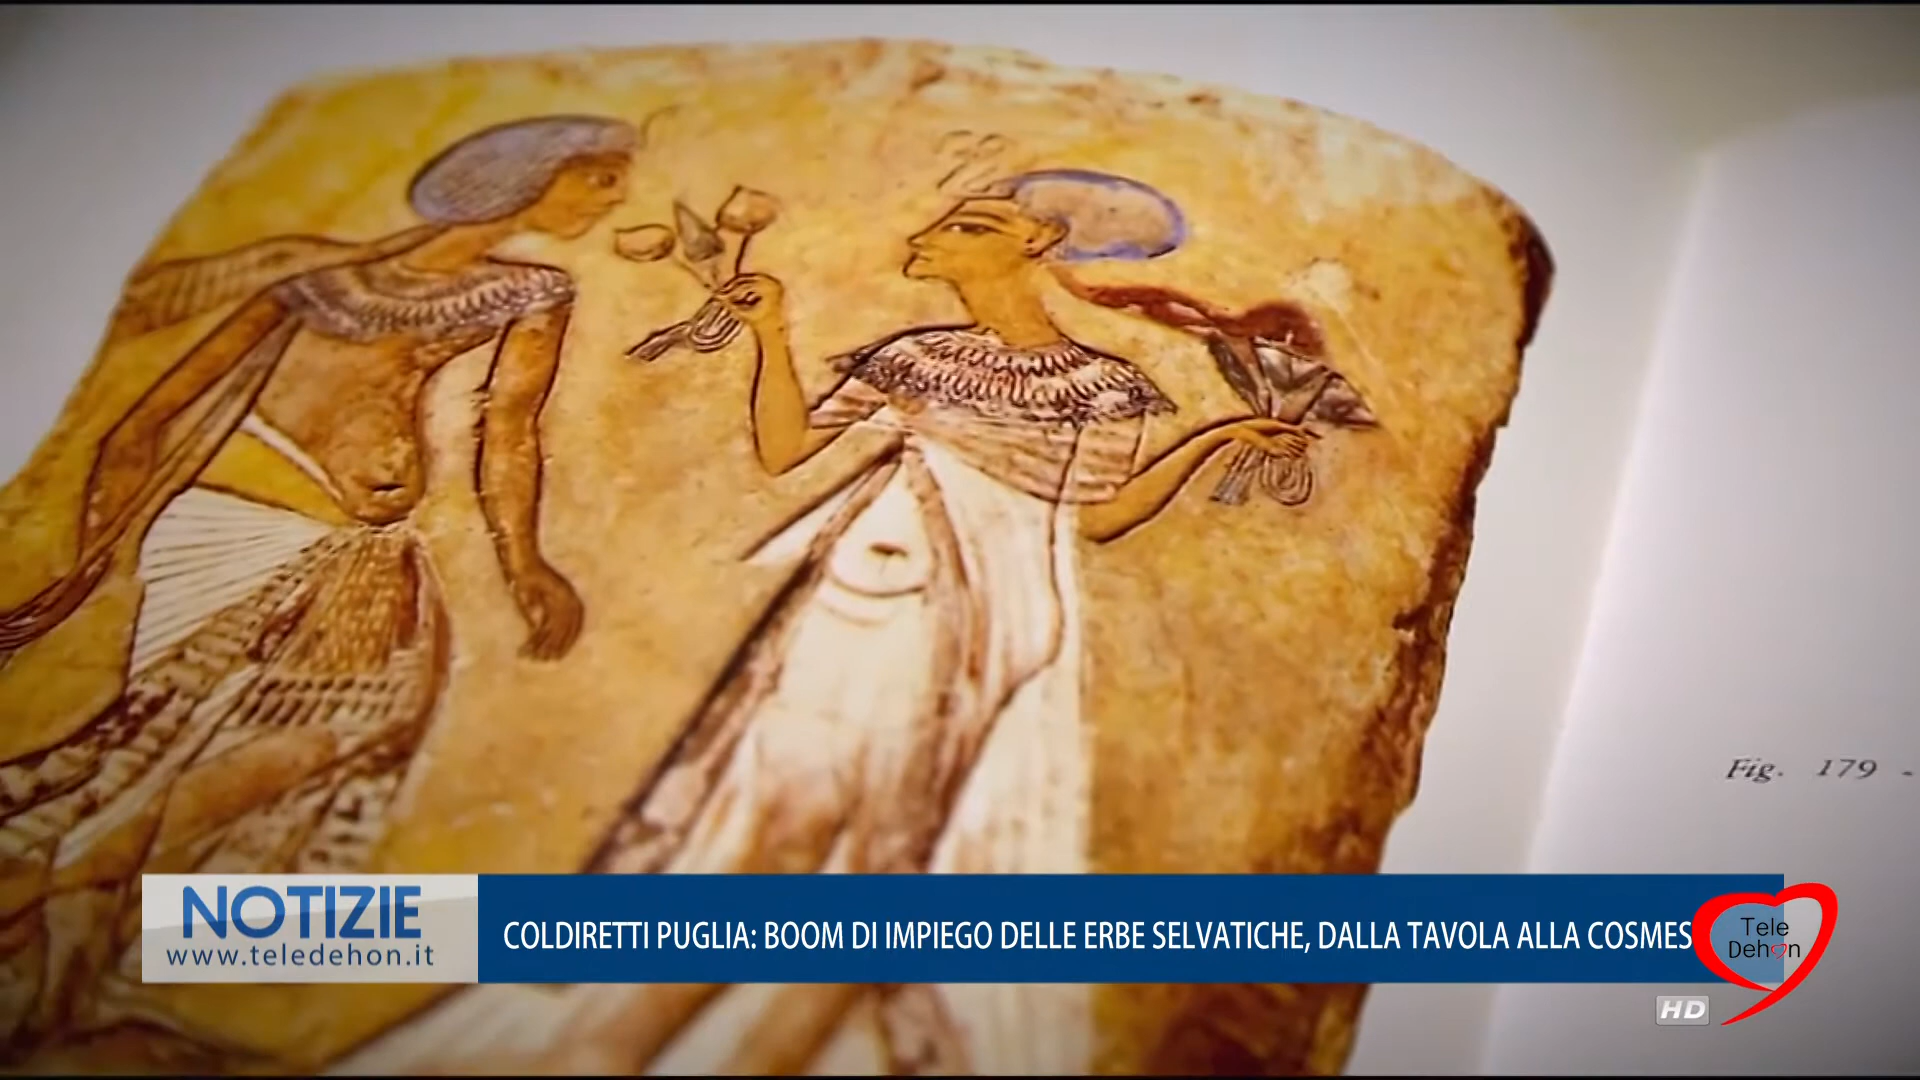 Fig. 179 -
NOTIZIE
www.teledehon.it
COLDIRETTI PUGLIA: BOOM DI IMPIEGO DELLE ERBE SELVATICHE, DALLA TAVOLA ALLA COSMES
Tele
Dehon
HD